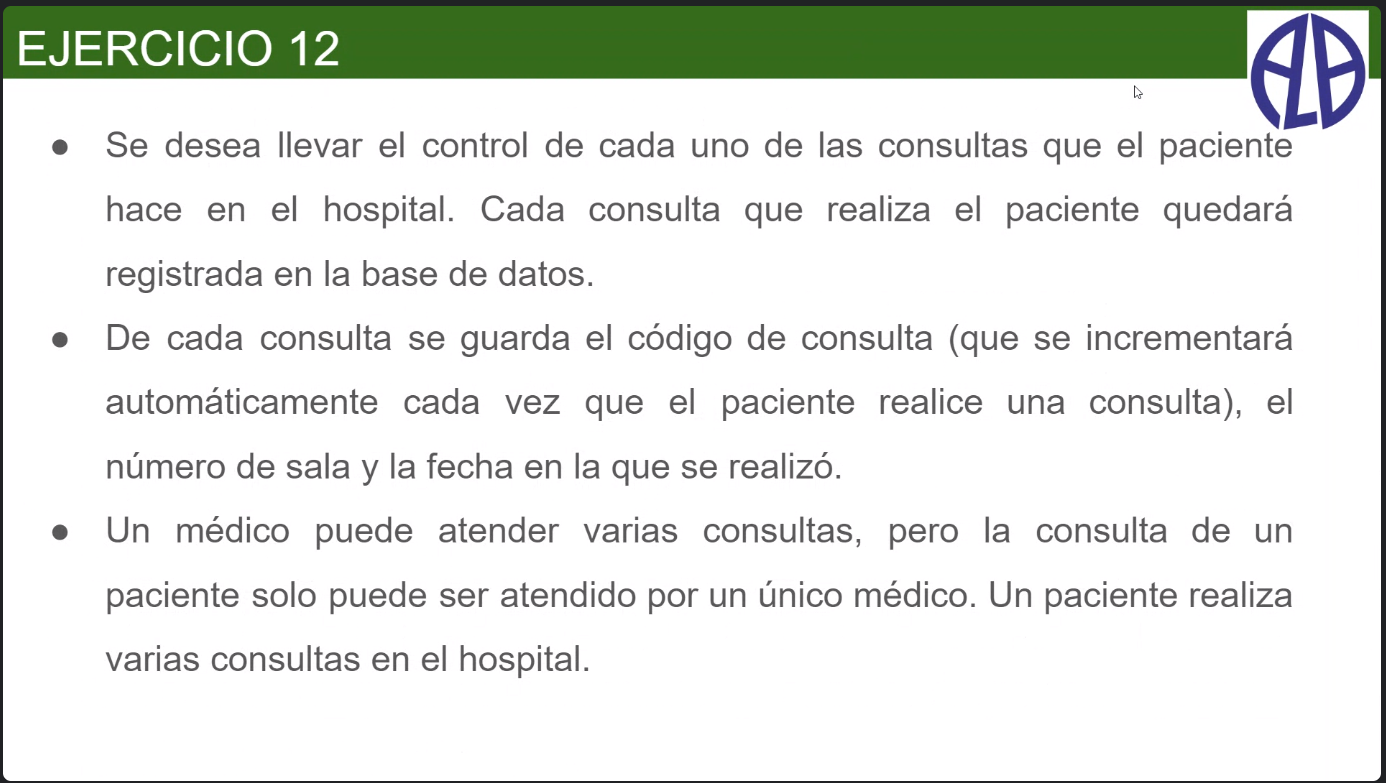 EJERCICIO 12
● Se desea llevar el control de cada uno de las consultas que el paciente
hace en el hospital. Cada consulta que realiza el paciente quedará
registrada en la base de datos.
● De cada consulta se guarda el código de consulta (que se incrementará
automáticamente cada vez que el paciente realice una consulta), el
número de sala y la fecha en la que se realizó.
● Un médico puede atender varias consultas, pero la consulta de un
paciente solo puede ser atendido por un único médico. Un paciente realiza
varias consultas en el hospital.